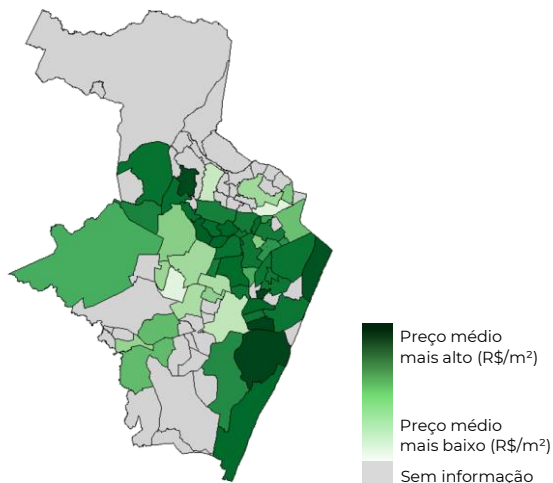 Preço médio
mais alto (R$/m²)
Preço médio
mais baixo (R$/m²)
Sem informação